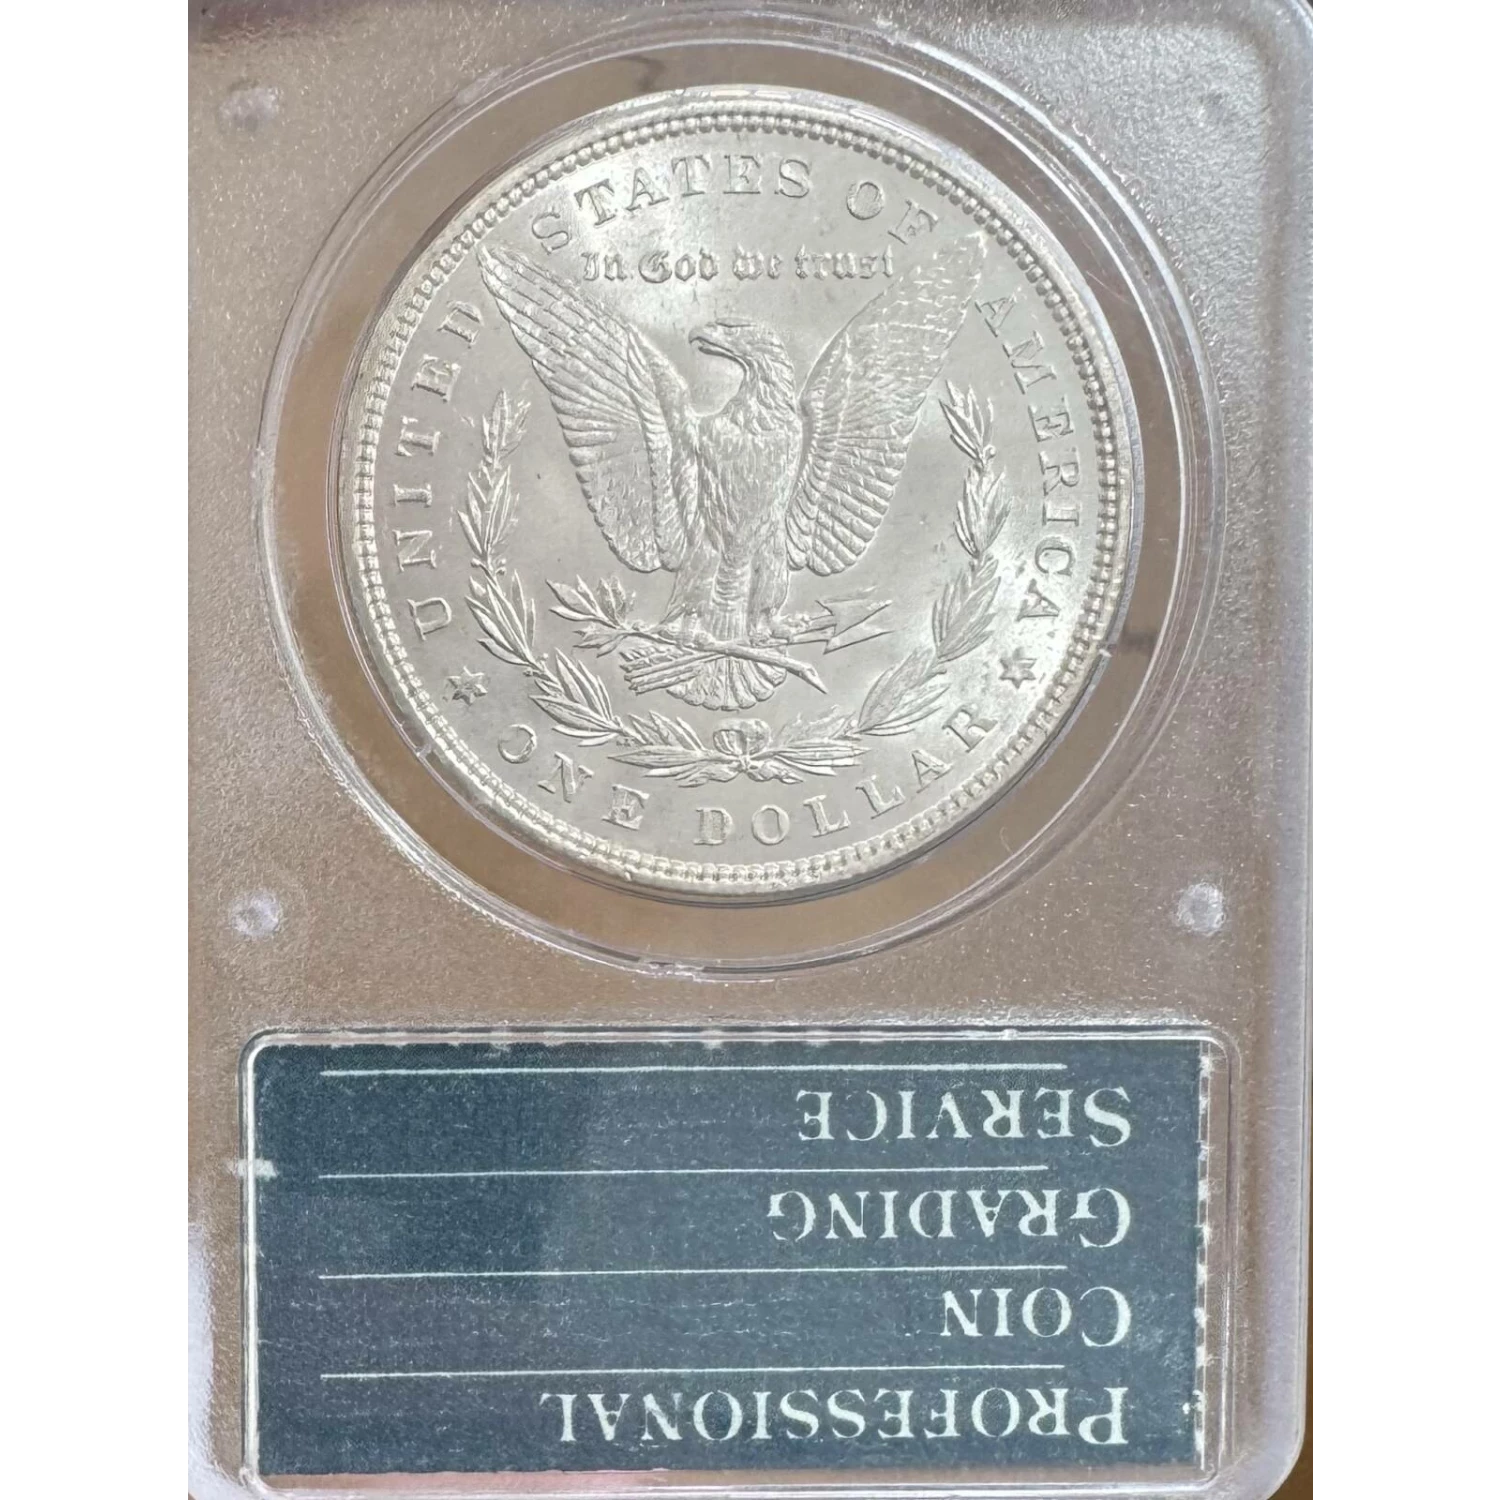 UNITED STATES OF AMERICA
In God we trust
ONE DOLLAR
PROFESSIONAL
COIN
GRADING
SERVICE